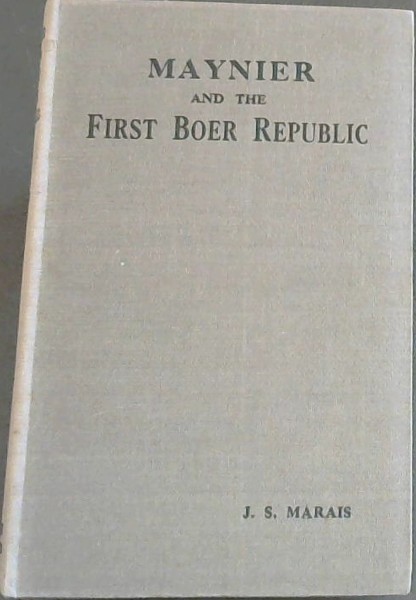 MAYNIER
AND THE
FIRST BOER REPUBLIC
J. S. MARAIS